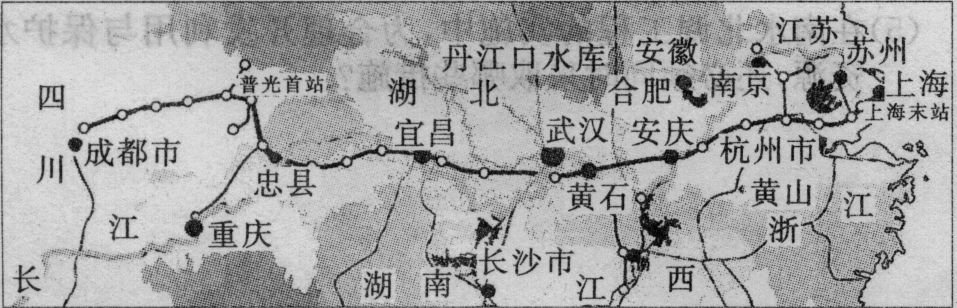 江苏
丹江口水库
安徽
苏州
普光首站
四
湖
北
合肥
南京
上海
上海末站
宜昌
武汉
安庆
成都市
杭州市
川
忠县
黄石
黄山
江
江
重庆
浙
长沙市
长
湖
南
江
西